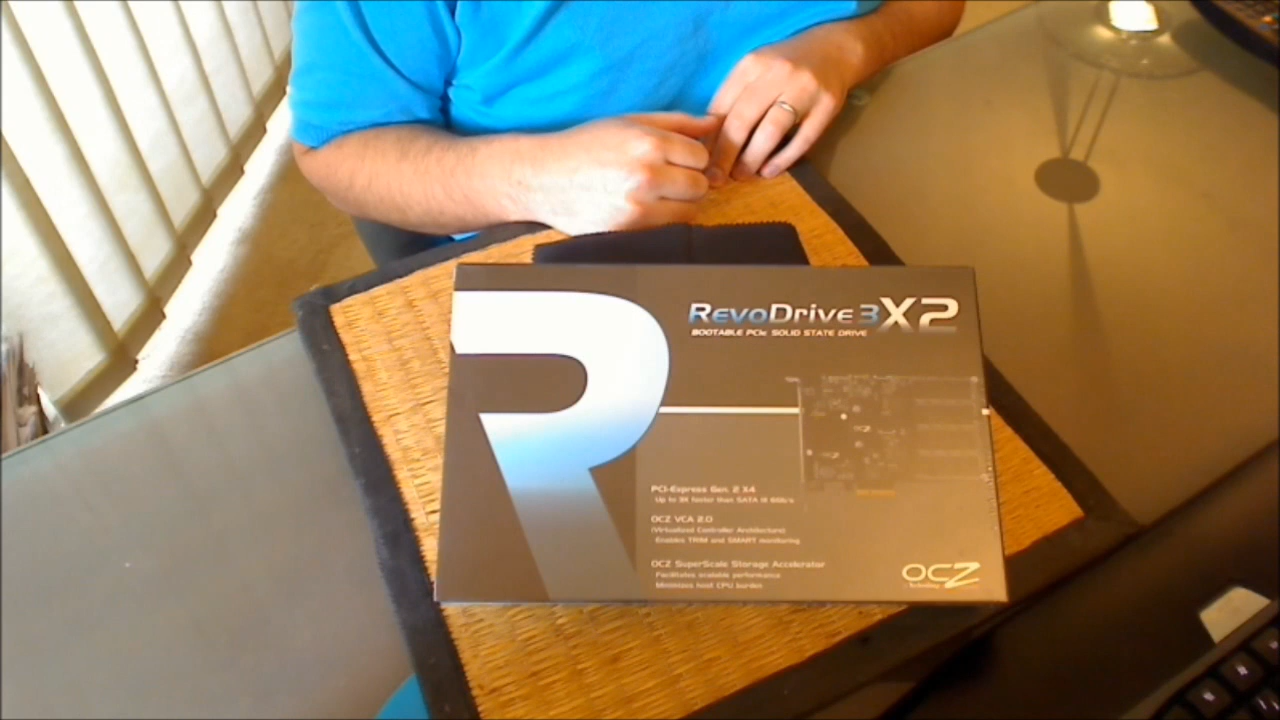 R
RevoDrive 3 X2
BOOTABLE PCIe SOLID STATE DRIVE
PCI-Express Gen. 2 X4
Up to 3X faster than SATA III 6Gb/s
OCZ VCA 2.0
(Virtualized Controller Architecture)
Enables TRIM and SMART monitoring
OCZ SuperScale Storage Accelerator
Facilitates scalable performance
Minimizes host CPU burden
OCZ
Technology